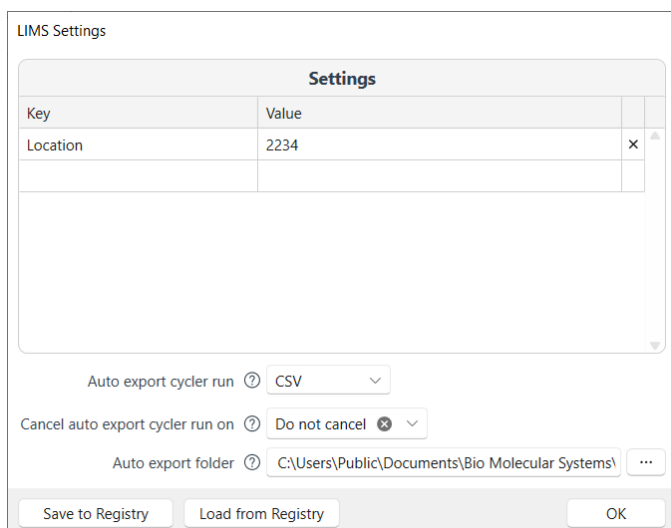 LIMS Settings
Settings
Key Value
Location 2234
Auto export cycler run CSV
Cancel auto export cycler run on Do not cancel
Auto export folder C:\Users\Public\Documents\Bio Molecular Systems\ ...
Save to Registry Load from Registry OK